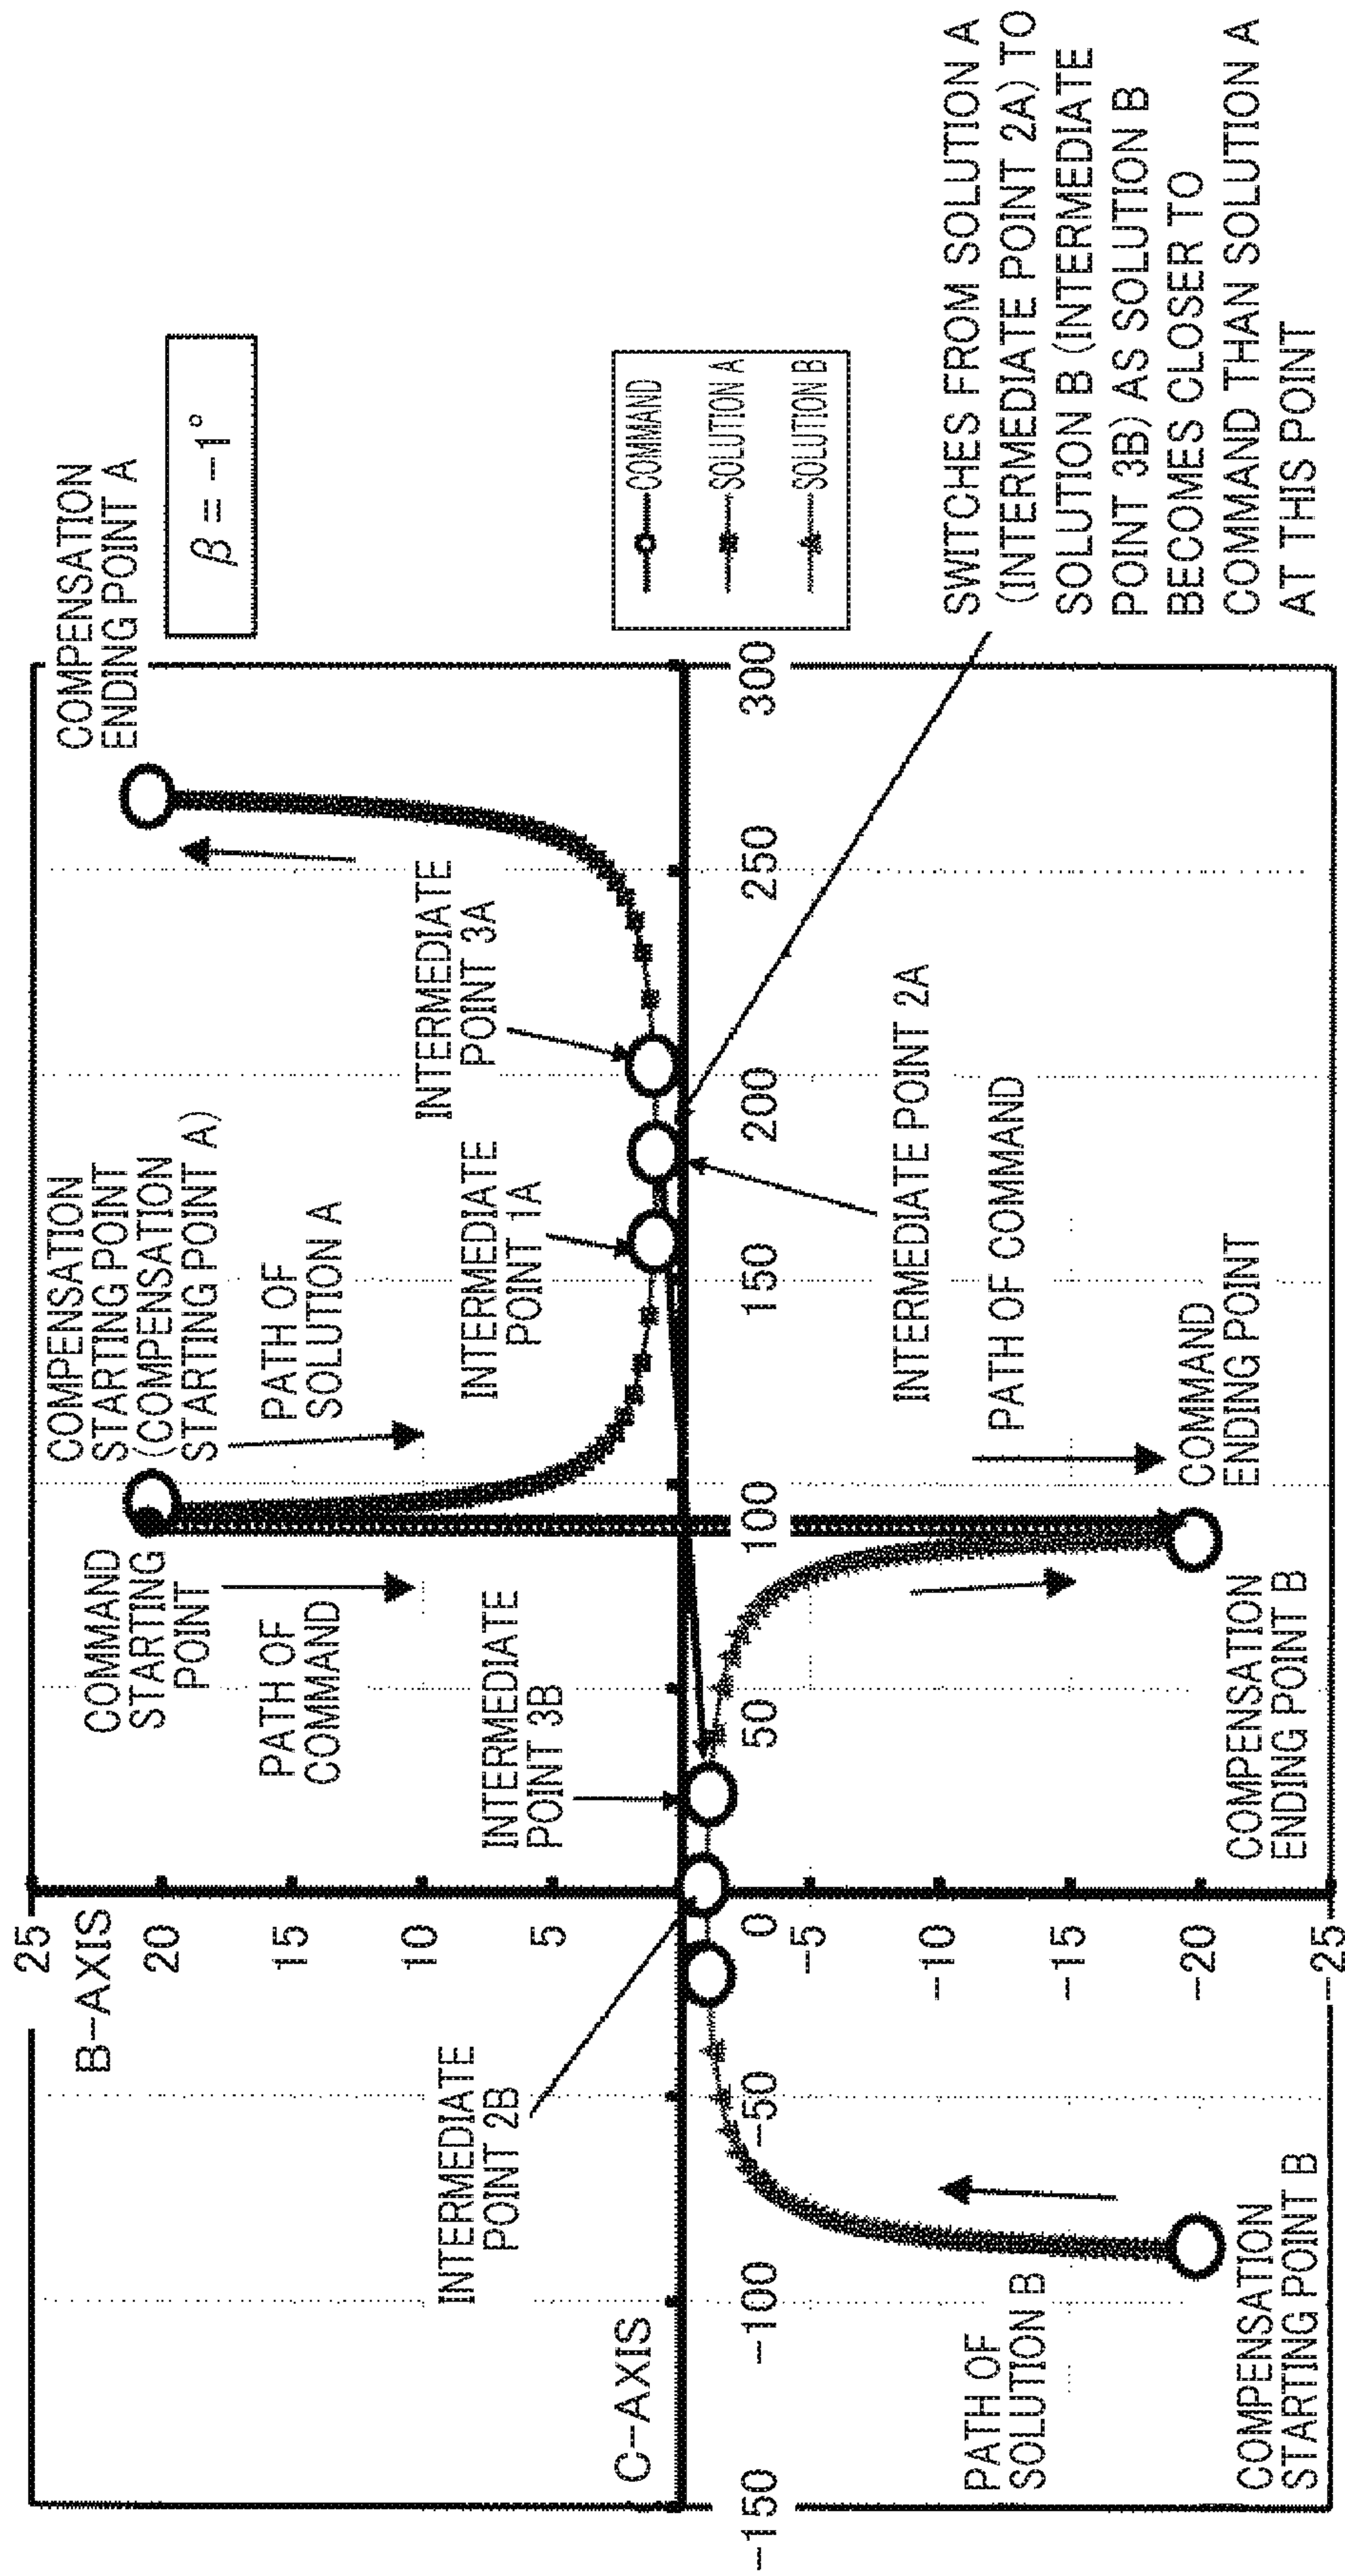 COMPENSATION
STARTING POINT
(COMPENSATION
STARTING POINT A)
COMPENSATION
ENDING POINT A
β = -1°
COMMAND
STARTING
POINT
PATH OF
COMMAND
PATH OF
SOLUTION A
INTERMEDIATE
POINT 1A
INTERMEDIATE
POINT 3A
INTERMEDIATE
POINT 3B
INTERMEDIATE
POINT 2B
B-AXIS
25
20
15
10
5
0
-5
-10
-15
-20
-25
C-AXIS
-150
-100
-50
50
100
150
200
250
300
COMMAND
SOLUTION A
SOLUTION B
INTERMEDIATE POINT 2A
PATH OF COMMAND
COMMAND
ENDING POINT
COMPENSATION
ENDING POINT B
PATH OF
SOLUTION B
COMPENSATION
STARTING POINT B
SWITCHES FROM SOLUTION A
(INTERMEDIATE POINT 2A) TO
SOLUTION B (INTERMEDIATE
POINT 3B) AS SOLUTION B
BECOMES CLOSER TO
COMMAND THAN SOLUTION A
AT THIS POINT